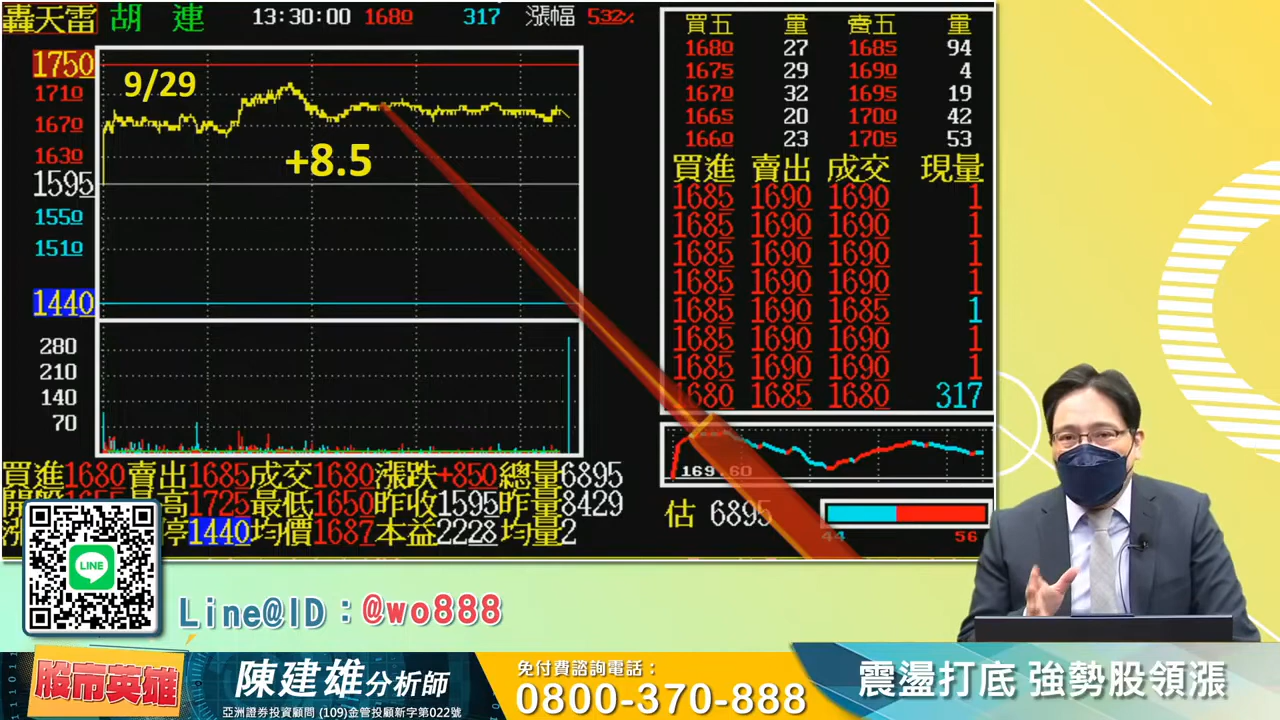 轟天雷 胡 連 13:30:00 1680 317 漲幅 5.32%
1750
1710
1670
1630
1595
1550
1510
1440
9/29
+8.5
280
210
140
70
買五 量 賣五 量
1680 27 1685 94
1675 29 1690 4
1670 32 1695 19
1665 20 1700 42
1660 23 1705 53
買進 賣出 成交 現量
1685 1690 1690 1
1685 1690 1690 1
1685 1690 1690 1
1685 1690 1690 1
1685 1690 1685 1
1685 1690 1690 1
1685 1690 1690 1
1680 1685 1680 317
169.60
估 6895
44 56
買進1680賣出1685成交1680漲跌+850總量6895
最高1725最低1650昨收1595昨量8429
停1440均價1687本益2228均量2
LINE
Line@ID：@wo888
股市英雄
陳建雄分析師
亞洲證券投資顧問 (109)金管投顧新字第022號
免付費諮詢電話：
0800-370-888
震盪打底 強勢股領漲